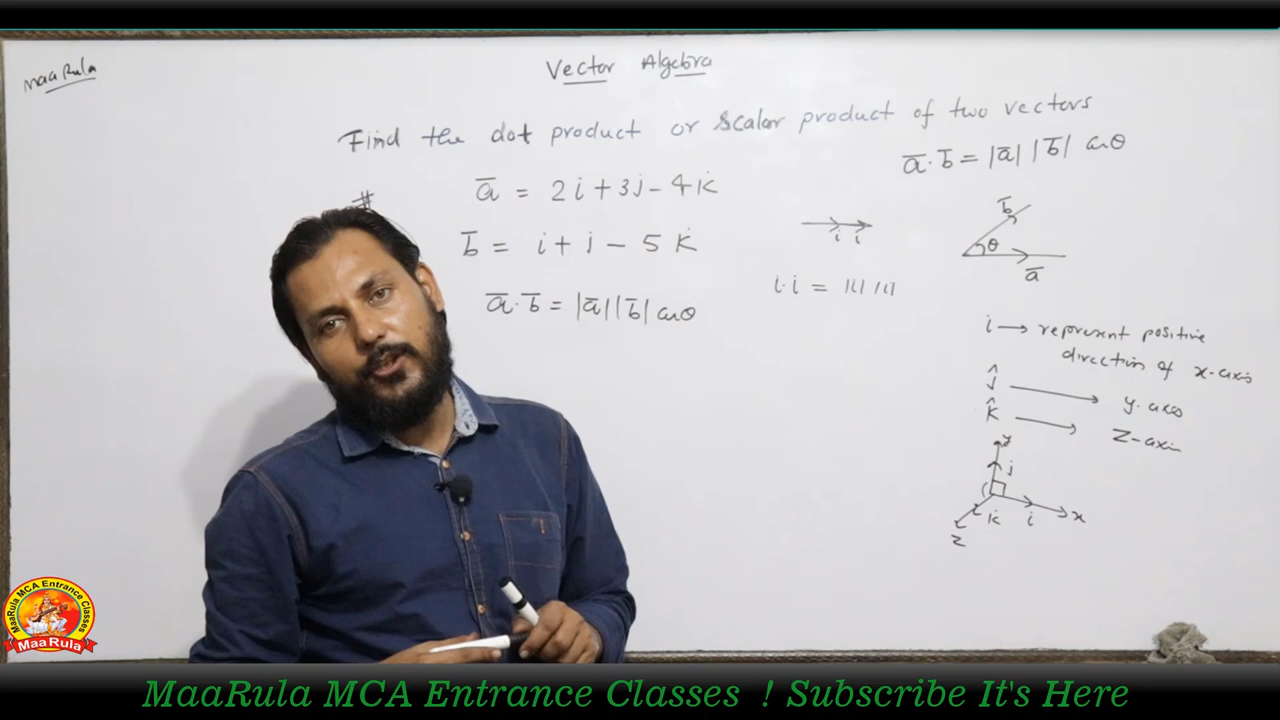 MaaRula
Vector Algebra
Find the dot product or scalar product of two vectors
a̅·b̅ = |a̅| |b̅| cosθ
#
a̅ = 2i + 3j - 4k
b̅ = i + j - 5k
a̅·b̅ = |a̅| |b̅| cosθ
i i
i·i = |i| |i|
b̅
θ
a̅
i → represent positive
direction of x-axis
ĵ → y-axis
k̂ → z-axis
y
j
k i x
z
MaaRula MCA Entrance Classes
MaaRula
MaaRula MCA Entrance Classes ! Subscribe It's Here